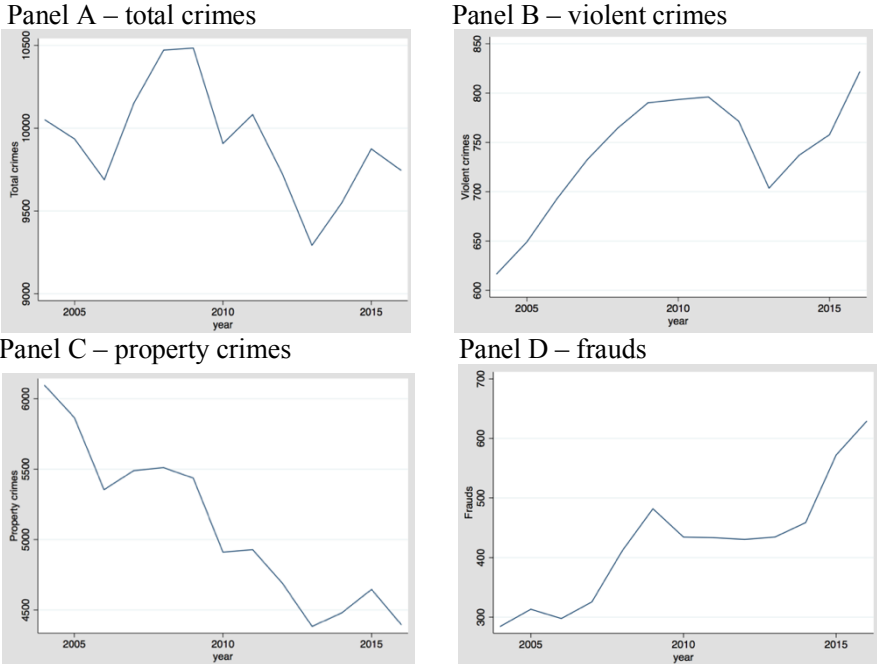 Panel A – total crimes
Total crimes
10500
10000
9500
9000
2005
2010
2015
year
Panel B – violent crimes
Violent crimes
850
800
750
700
650
600
2005
2010
2015
year
Panel C – property crimes
Property crimes
6000
5500
5000
4500
2005
2010
2015
year
Panel D – frauds
Frauds
700
600
500
400
300
2005
2010
2015
year